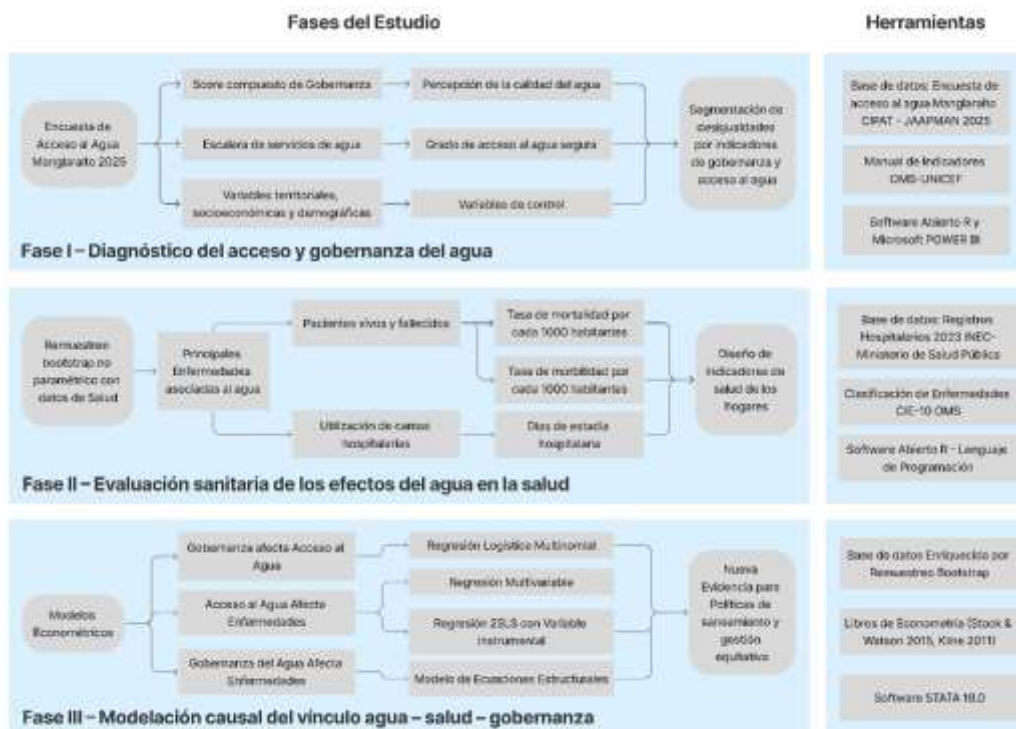 Fases del Estudio
Herramientas
Encuesta de
Acceso al Agua
Manglaralto 2025
Score compuesto de Gobernanza
Percepción de la calidad del agua
Escalera de servicios de agua
Grado de acceso al agua segura
Variables territoriales,
socioeconómicas y demográficas
Variables de control
Segmentación de
desigualdades
por indicadores
de gobernanza y
acceso al agua
Fase I – Diagnóstico del acceso y gobernanza del agua
Base de datos: Encuesta de
acceso al agua Manglaralto
CIPAT - JAAPMAN 2025
Manual de Indicadores
OMS-UNICEF
Software Abierto R y
Microsoft POWER BI
Remuestreo
bootstrap no
paramétrico con
datos de Salud
Principales
Enfermedades
asociadas al agua
Pacientes vivos y fallecidos
Tasa de mortalidad por
cada 1000 habitantes
Tasa de morbilidad por
cada 1000 habitantes
Utilización de camas
hospitalarias
Días de estadía
hospitalaria
Diseño de
indicadores de
salud de los
hogares
Fase II – Evaluación sanitaria de los efectos del agua en la salud
Base de datos: Registros
Hospitalarios 2023 INEC-
Ministerio de Salud Pública
Clasificación de Enfermedades
CIE-10 OMS
Software Abierto R - Lenguaje
de Programación
Modelos
Econométricos
Gobernanza afecta Acceso al
Agua
Regresión Logística Multinomial
Acceso al Agua Afecta
Enfermedades
Regresión Multivariable
Regresión 2SLS con Variable
Instrumental
Gobernanza del Agua Afecta
Enfermedades
Modelo de Ecuaciones Estructurales
Nueva
Evidencia para
Políticas de
saneamiento y
gestión
equitativa
Fase III – Modelación causal del vínculo agua – salud – gobernanza
Base de datos Enriquecida por
Remuestreo Bootstrap
Libros de Econometría (Stock &
Watson 2015, Kline 2011)
Software STATA 18.0